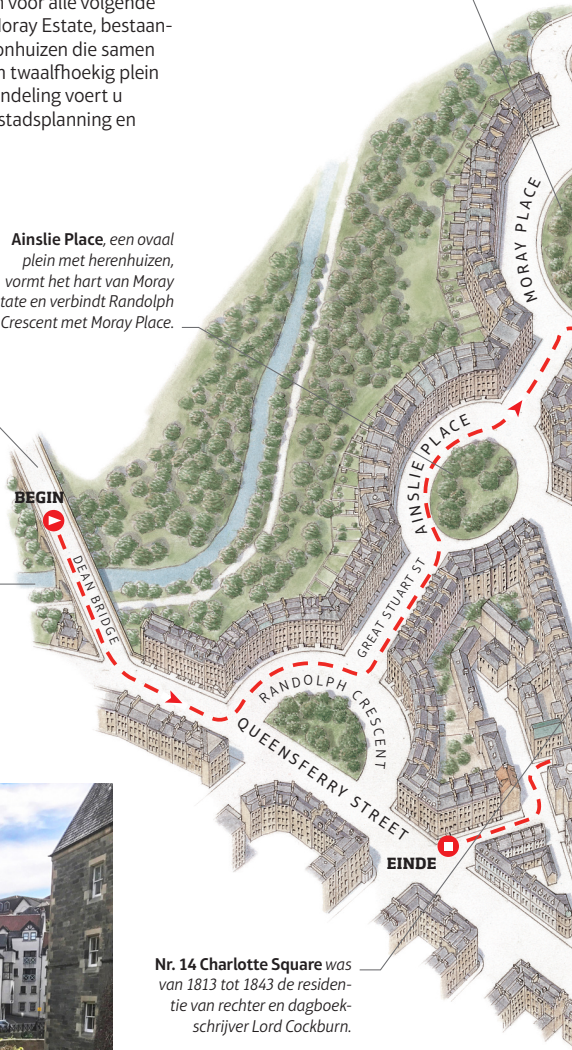 n voor alle volgende
Moray Estate, bestaan-
onhuizen die samen
n twaalfhoekig plein
ndeling voert u
stadsplanning en
MORAY PLACE
Ainslie Place, een ovaal
plein met herenhuizen,
vormt het hart van Moray
tate en verbindt Randolph
Crescent met Moray Place.
AINSLIE PLACE
BEGIN
DEAN BRIDGE
GREAT STUART ST
RANDOLPH CRESCENT
QUEENSFERRY STREET
EINDE
Nr. 14 Charlotte Square was
van 1813 tot 1843 de residen-
tie van rechter en dagboek-
schrijver Lord Cockburn.